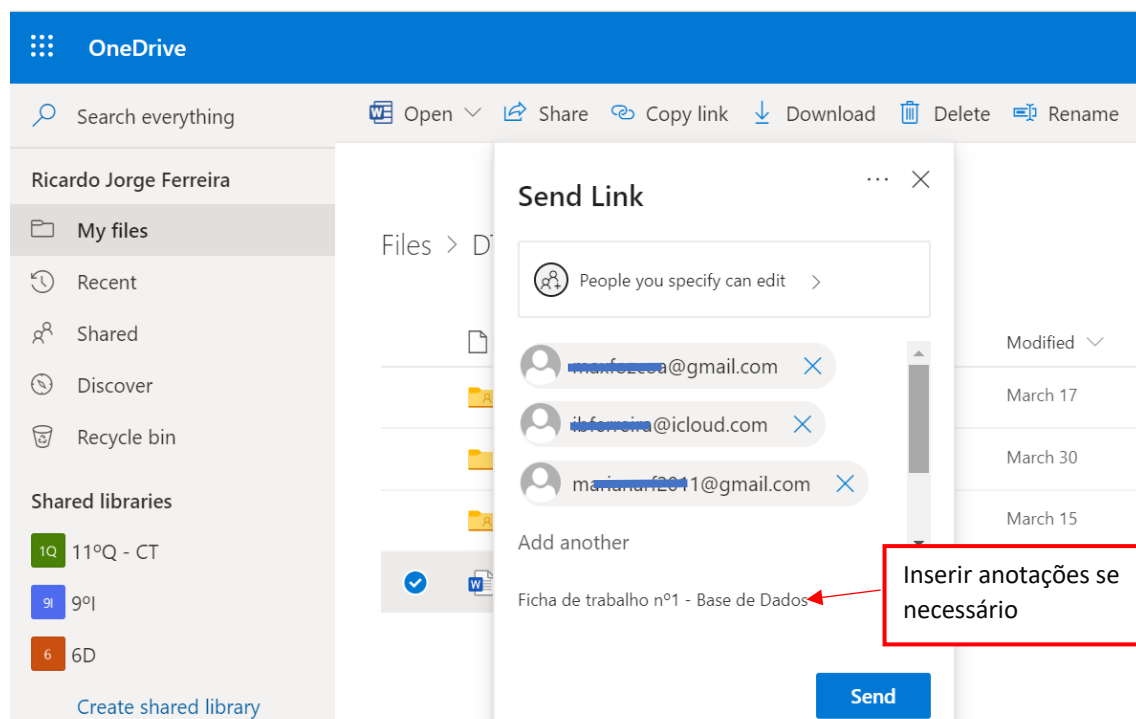 OneDrive
Search everything
Open
Share
Copy link
Download
Delete
Rename
Ricardo Jorge Ferreira
My files
Recent
Shared
Discover
Recycle bin
Shared libraries
1Q 11ºQ - CT
9I 9ºI
6 6D
Create shared library
Files > D
Modified
March 17
March 30
March 15
Send Link
People you specify can edit
@gmail.com
@icloud.com
1@gmail.com
Add another
Ficha de trabalho nº1 - Base de Dados
Send
Inserir anotações se
necessário